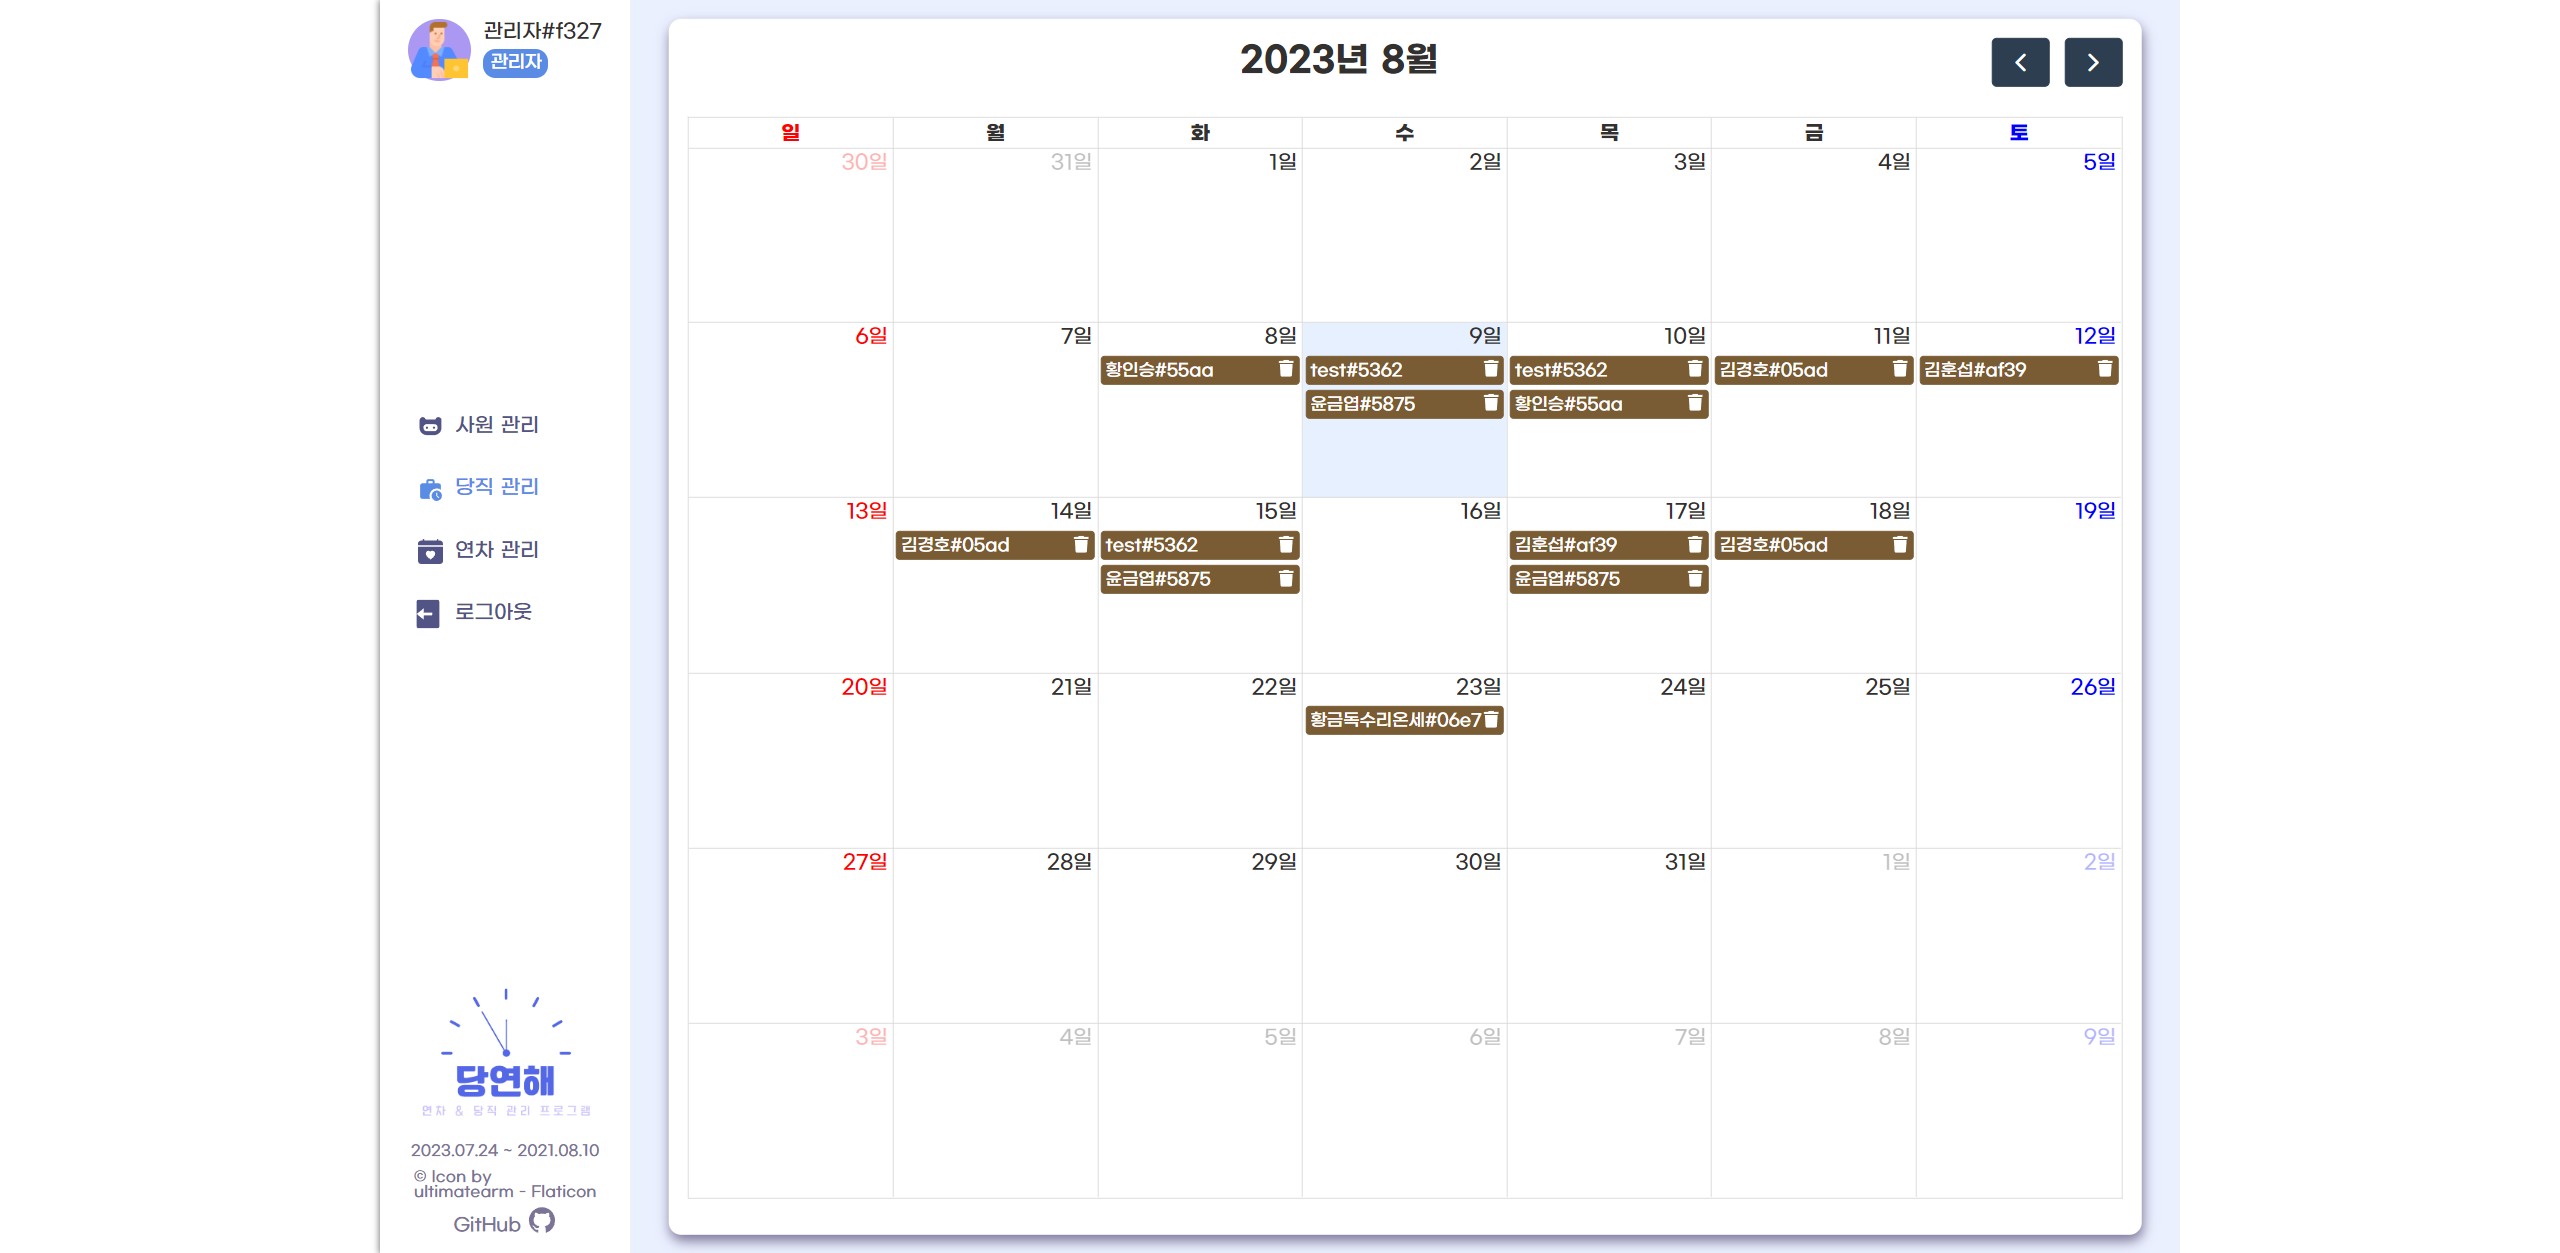 관리자#f327
관리자
사원 관리
당직 관리
연차 관리
로그아웃
당연해
연차 & 당직 관리 프로그램
2023.07.24 ~ 2021.08.10
© Icon by
ultimatearm - Flaticon
GitHub
2023년 8월
일 월 화 수 목 금 토
30일 31일 1일 2일 3일 4일 5일
6일 7일 8일 9일 10일 11일 12일
황인승#55aa test#5362 test#5362 김경호#05ad 김훈섭#af39
윤금엽#5875 황인승#55aa
13일 14일 15일 16일 17일 18일 19일
김경호#05ad test#5362 김훈섭#af39 김경호#05ad
윤금엽#5875 윤금엽#5875
20일 21일 22일 23일 24일 25일 26일
황금독수리온세#06e7
27일 28일 29일 30일 31일 1일 2일
3일 4일 5일 6일 7일 8일 9일